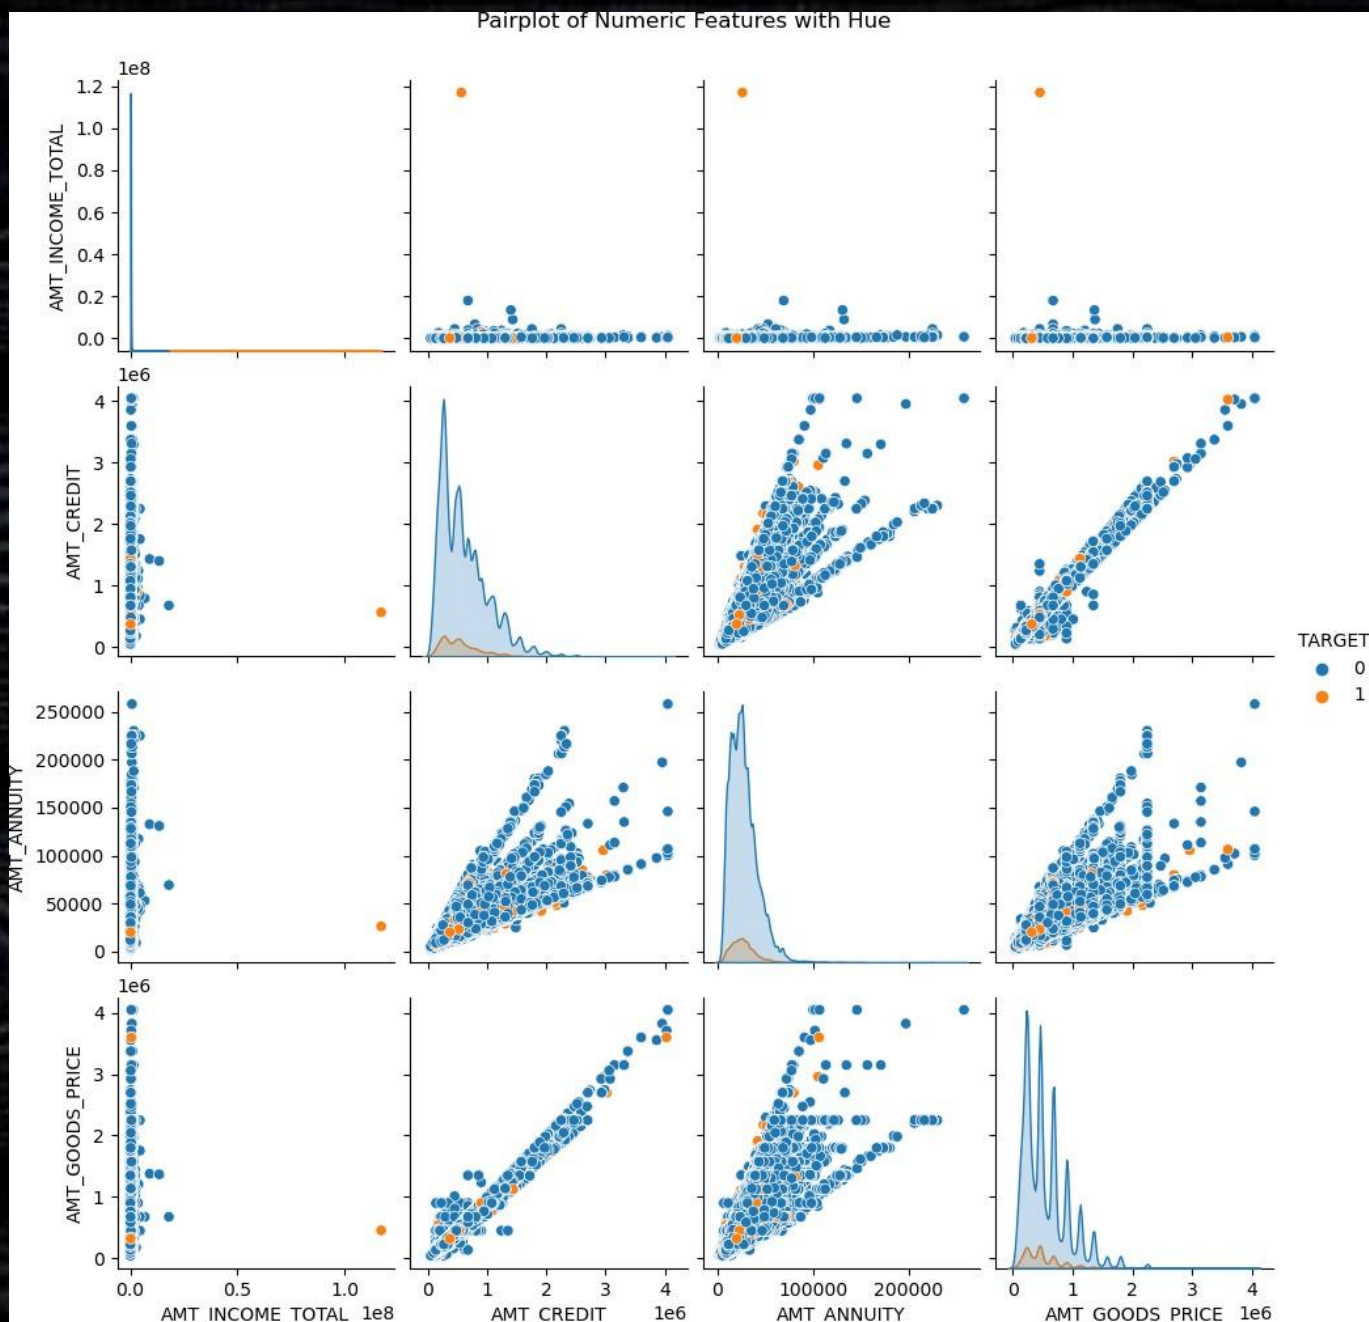 Pairplot of Numeric Features with Hue
1e8
1.2
1.0
0.8
0.6
0.4
0.2
0.0
AMT_INCOME_TOTAL
1e6
4
3
2
1
0
AMT_CREDIT
TARGET
0
1
250000
200000
150000
100000
50000
0
AMT_ANNUITY
1e6
4
3
2
1
0
AMT_GOODS_PRICE
0.0 0.5 1.0
AMT_INCOME_TOTAL 1e8
0 1 2 3 4
AMT_CREDIT 1e6
0 100000 200000
AMT_ANNUITY
0 1 2 3 4
AMT_GOODS_PRICE 1e6